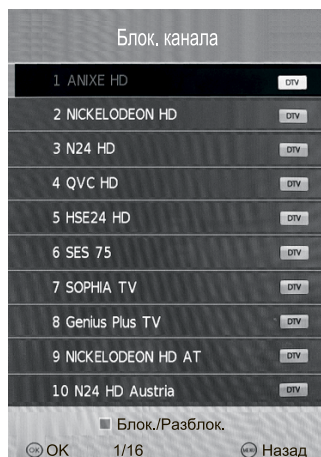 Блок. канала
1 ANIXE HD DTV
2 NICKELODEON HD DTV
3 N24 HD DTV
4 QVC HD DTV
5 HSE24 HD DTV
6 SES 75 DTV
7 SOPHIA TV DTV
8 Genius Plus TV DTV
9 NICKELODEON HD AT DTV
10 N24 HD Austria DTV
Блок./Разблок.
OK OK 1/16 MENU Назад